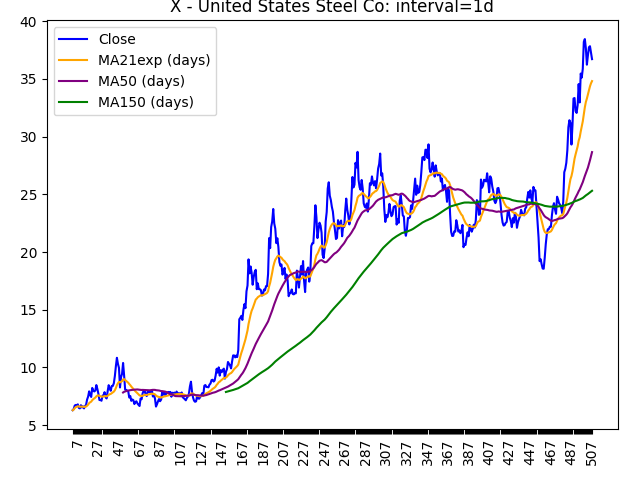 X - United States Steel Co: interval=1d
Close
MA21exp (days)
MA50 (days)
MA150 (days)
40
35
30
25
20
15
10
5
7 27 47 67 87 107 127 147 167 187 207 227 247 267 287 307 327 347 367 387 407 427 447 467 487 507